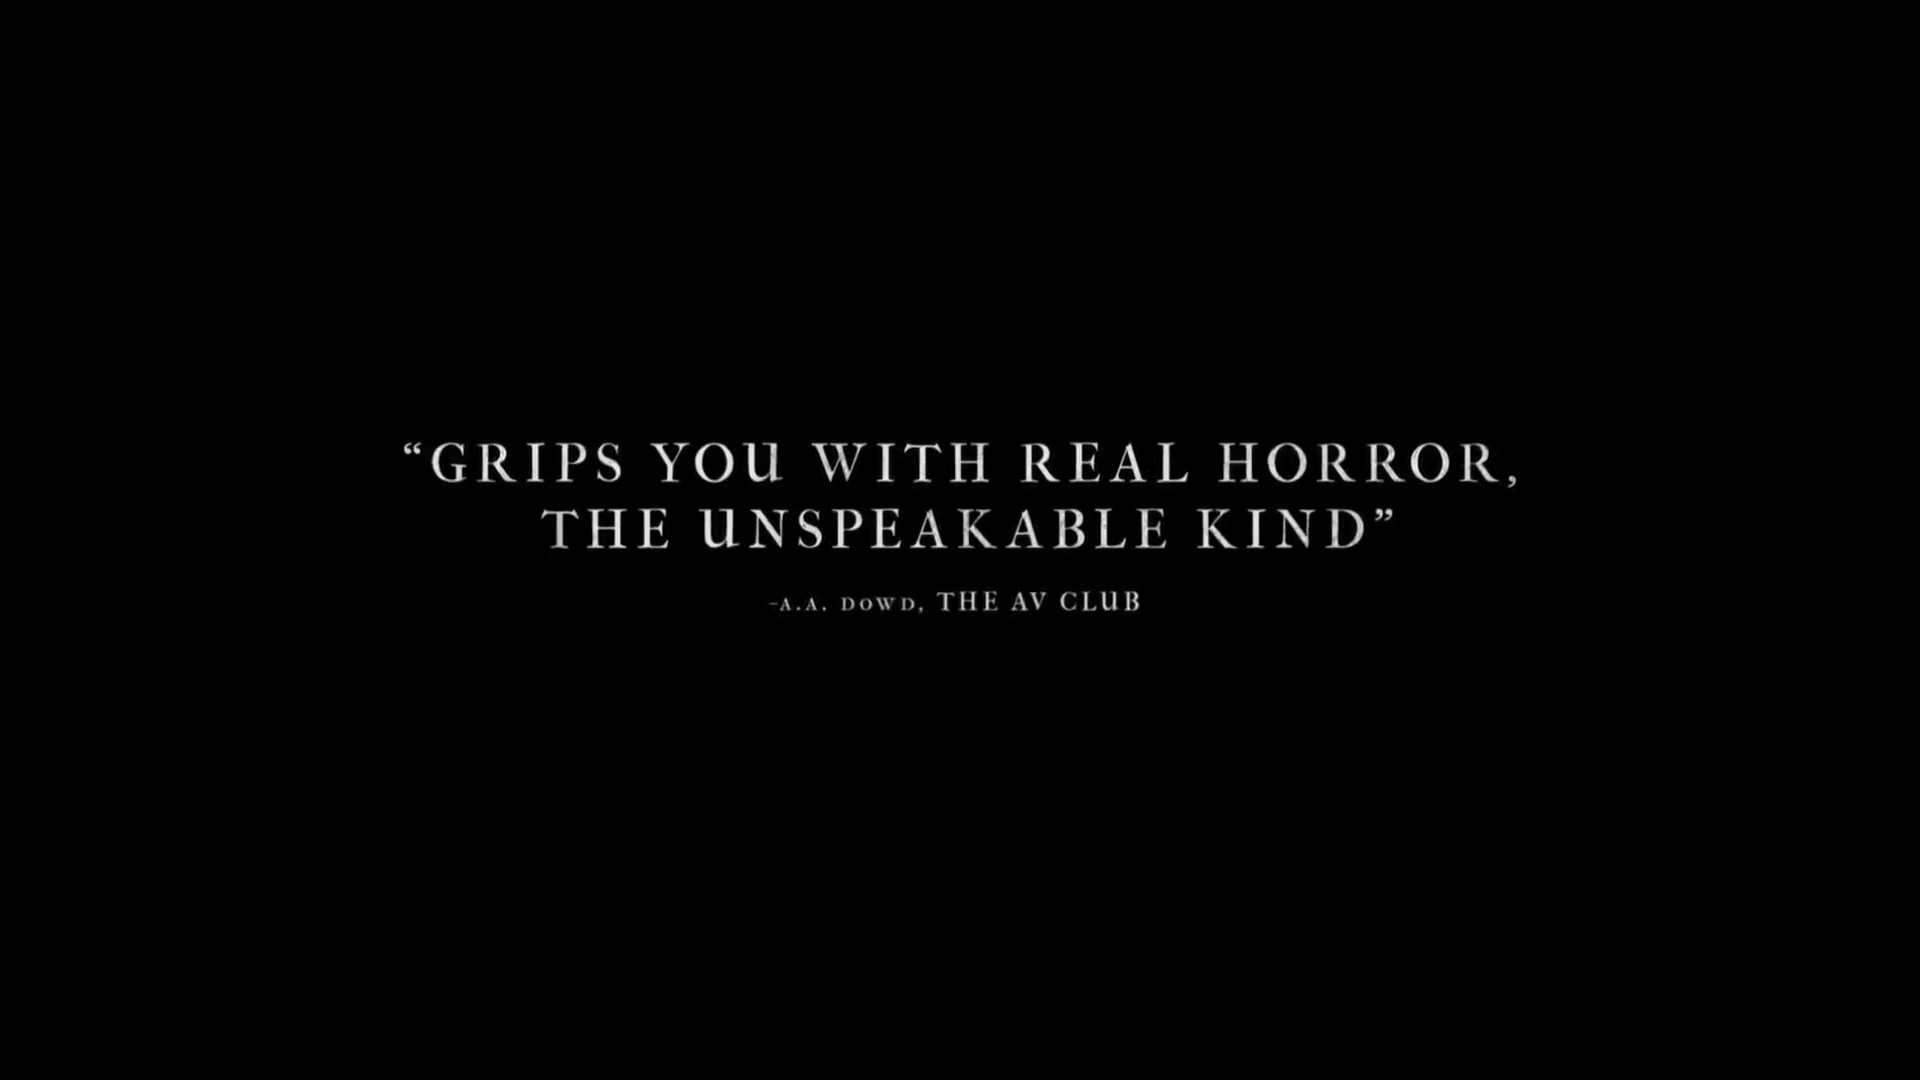 “GRIPS YOU WITH REAL HORROR,
THE UNSPEAKABLE KIND”
-A.A. DOWD, THE AV CLUB